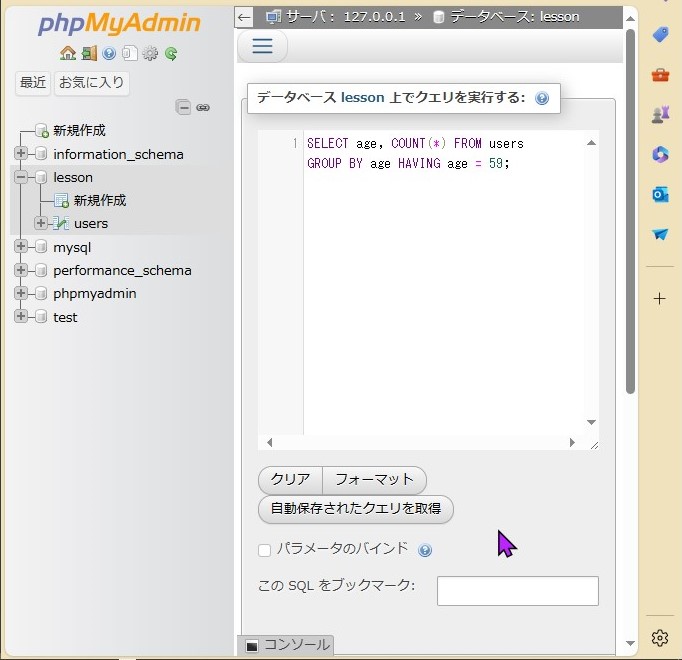 phpMyAdmin
最近 お気に入り
新規作成
information_schema
lesson
新規作成
users
mysql
performance_schema
phpmyadmin
test
サーバ: 127.0.0.1 » データベース: lesson
データベース lesson 上でクエリを実行する:
1 SELECT age, COUNT(*) FROM users
GROUP BY age HAVING age = 59;
クリア フォーマット
自動保存されたクエリを取得
パラメータのバインド
この SQL をブックマーク:
コンソール